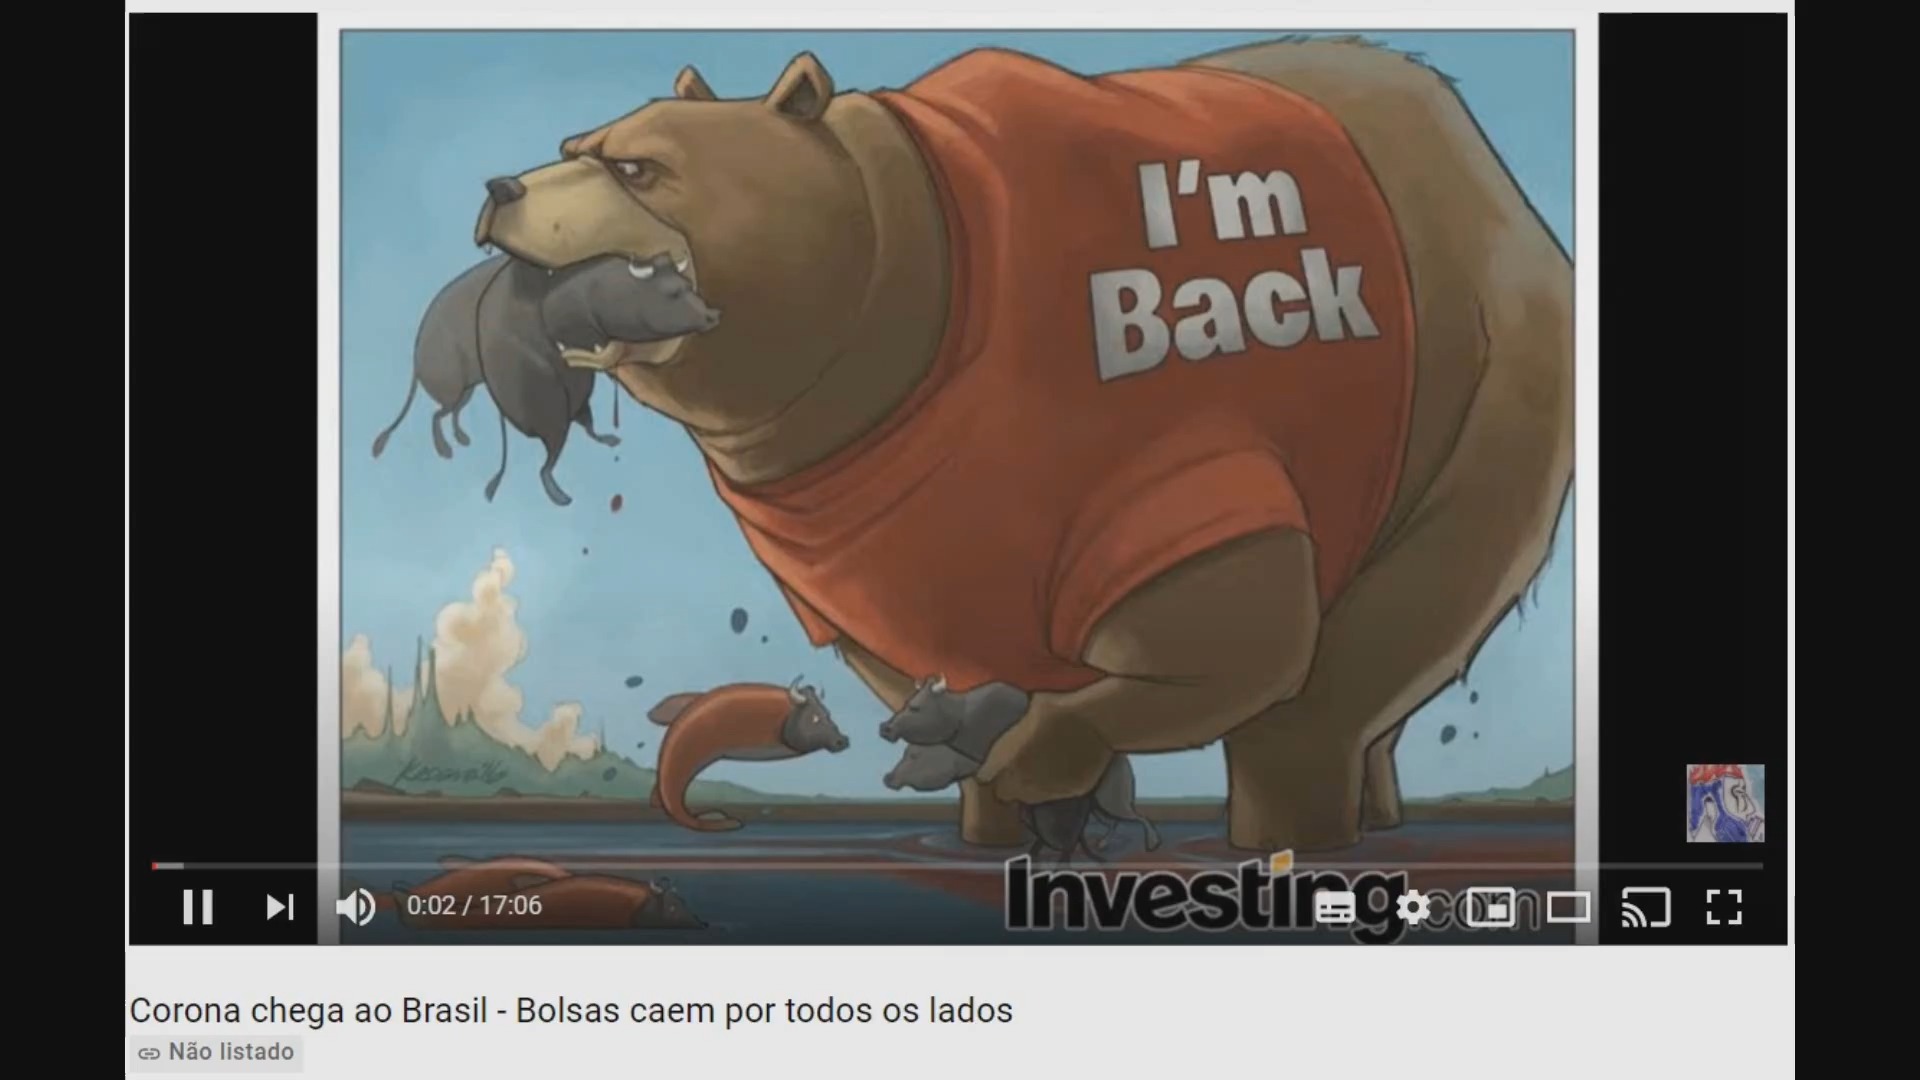 I'm
Back
Investing.com
0:02 / 17:06
Corona chega ao Brasil - Bolsas caem por todos os lados
Não listado